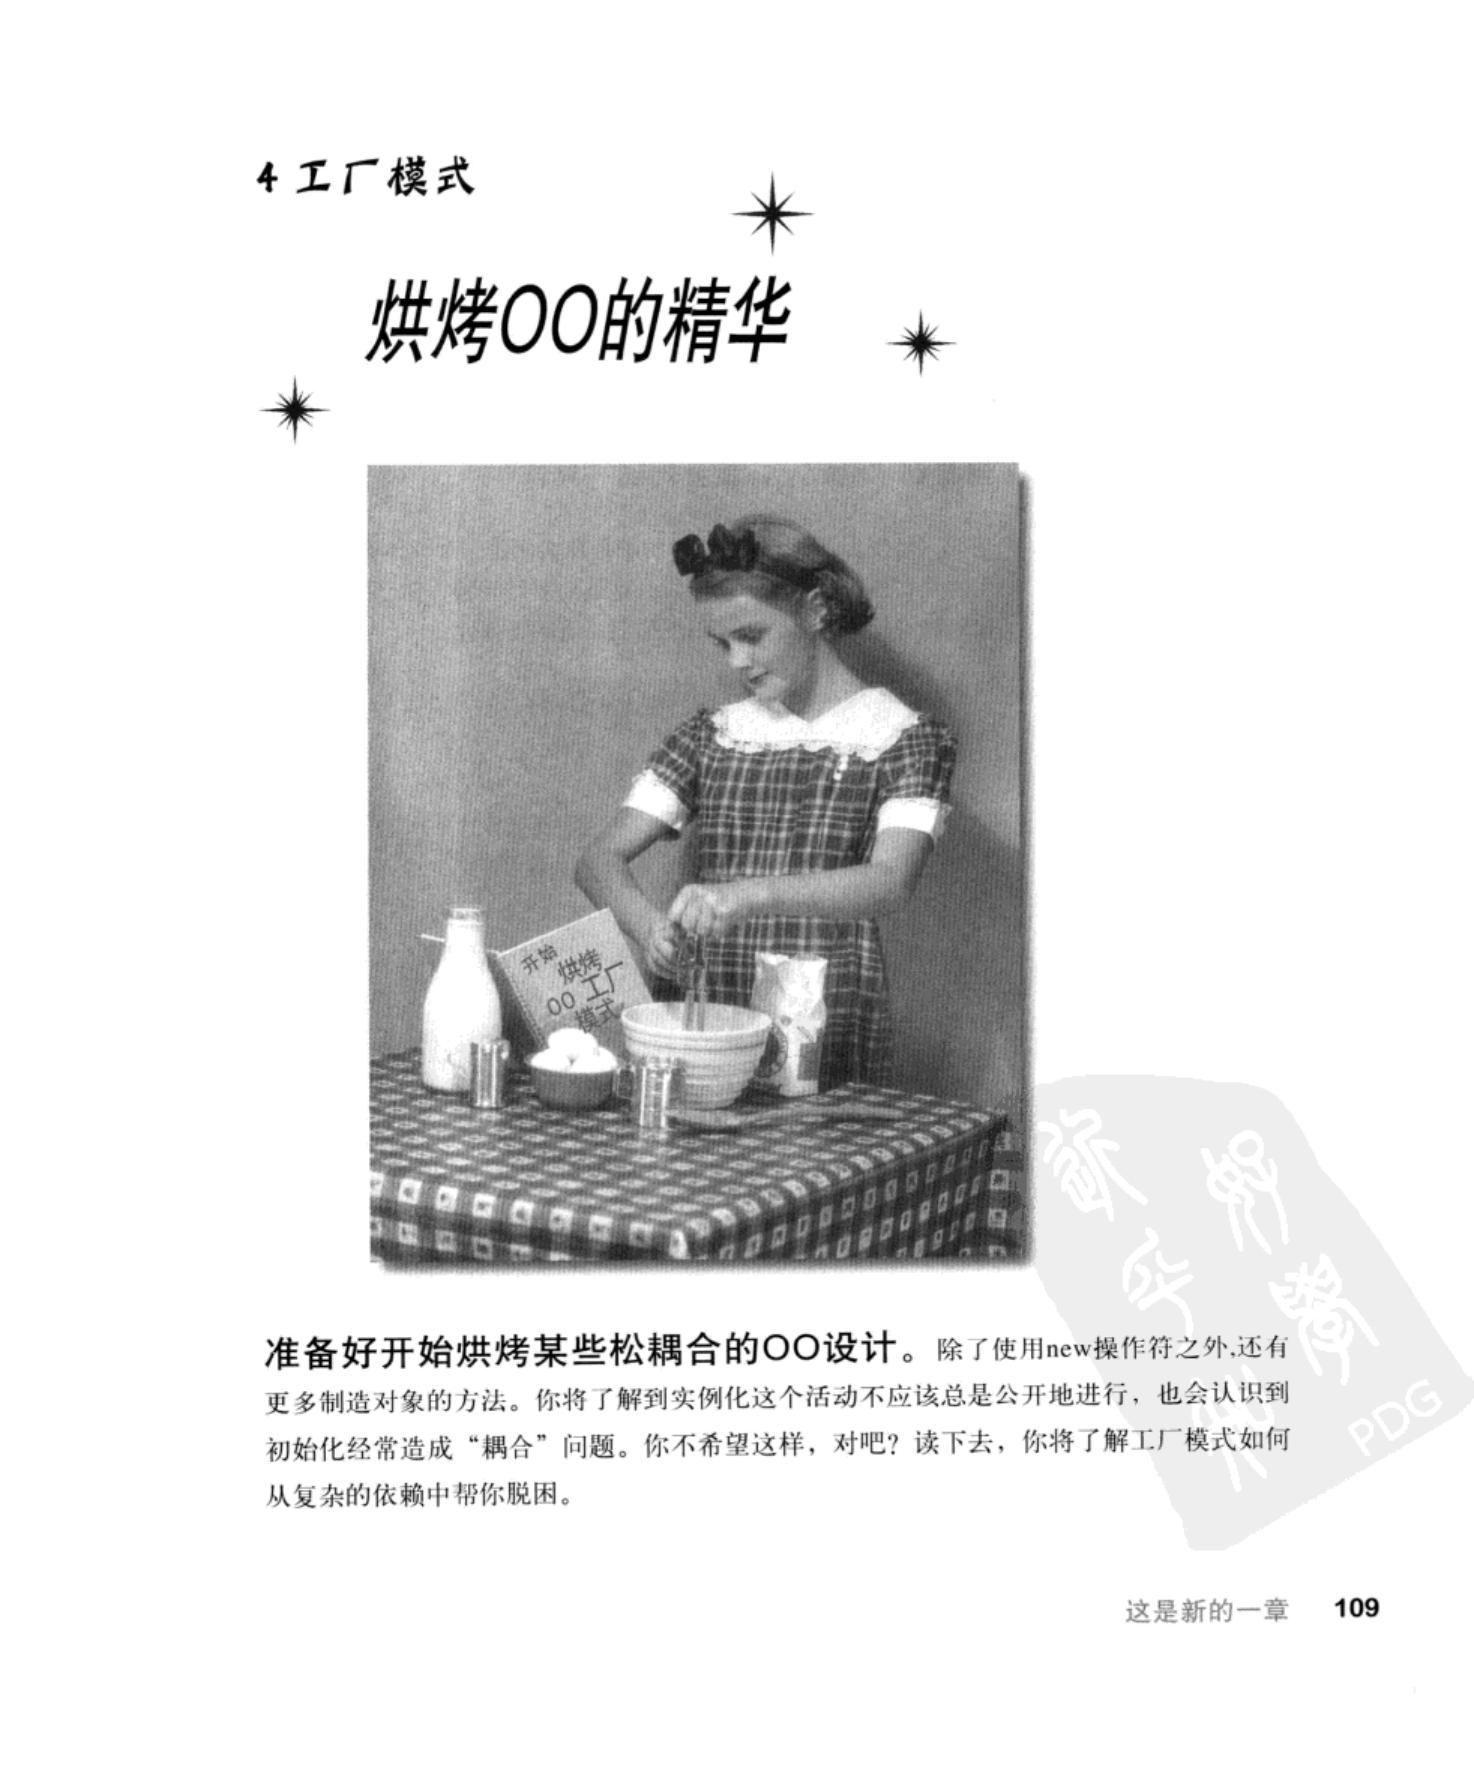 4 工厂模式
烘烤OO的精华
开始
烘烤
OO 工厂
模式
准备好开始烘烤某些松耦合的OO设计。除了使用new操作符之外,还有
更多制造对象的方法。你将了解到实例化这个活动不应该总是公开地进行，也会认识到
初始化经常造成“耦合”问题。你不希望这样，对吧？读下去，你将了解工厂模式如何
从复杂的依赖中帮你脱困。
PDG
这是新的一章 109